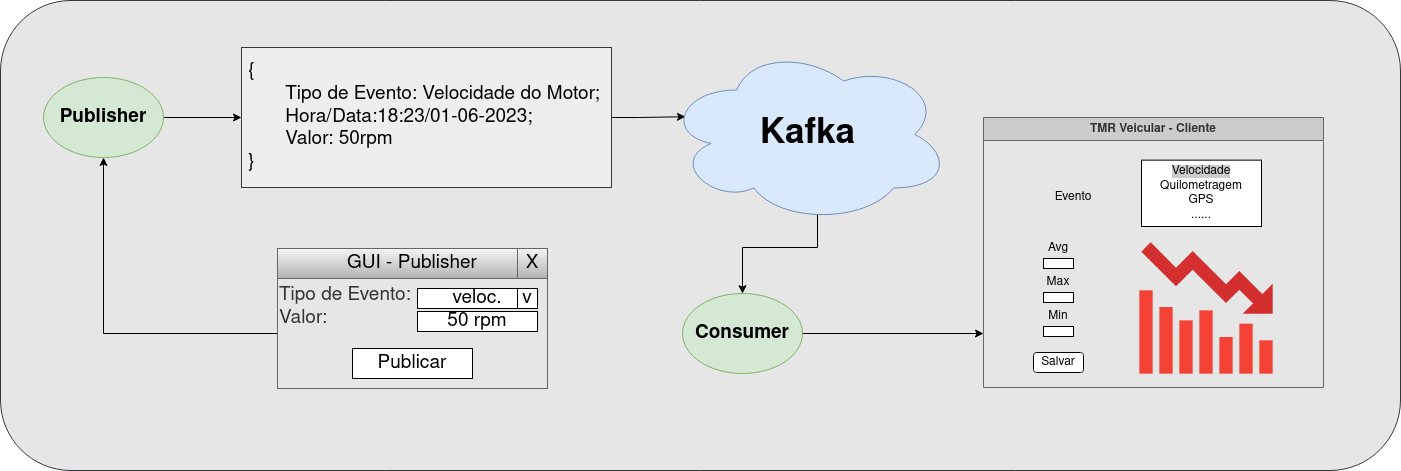 Publisher
{
Tipo de Evento: Velocidade do Motor;
Hora/Data:18:23/01-06-2023;
Valor: 50rpm
}
Kafka
GUI - Publisher X
Tipo de Evento: veloc. v
Valor: 50 rpm
Publicar
Consumer
TMR Veicular - Cliente
Evento
Velocidade
Quilometragem
GPS
......
Avg
Max
Min
Salvar